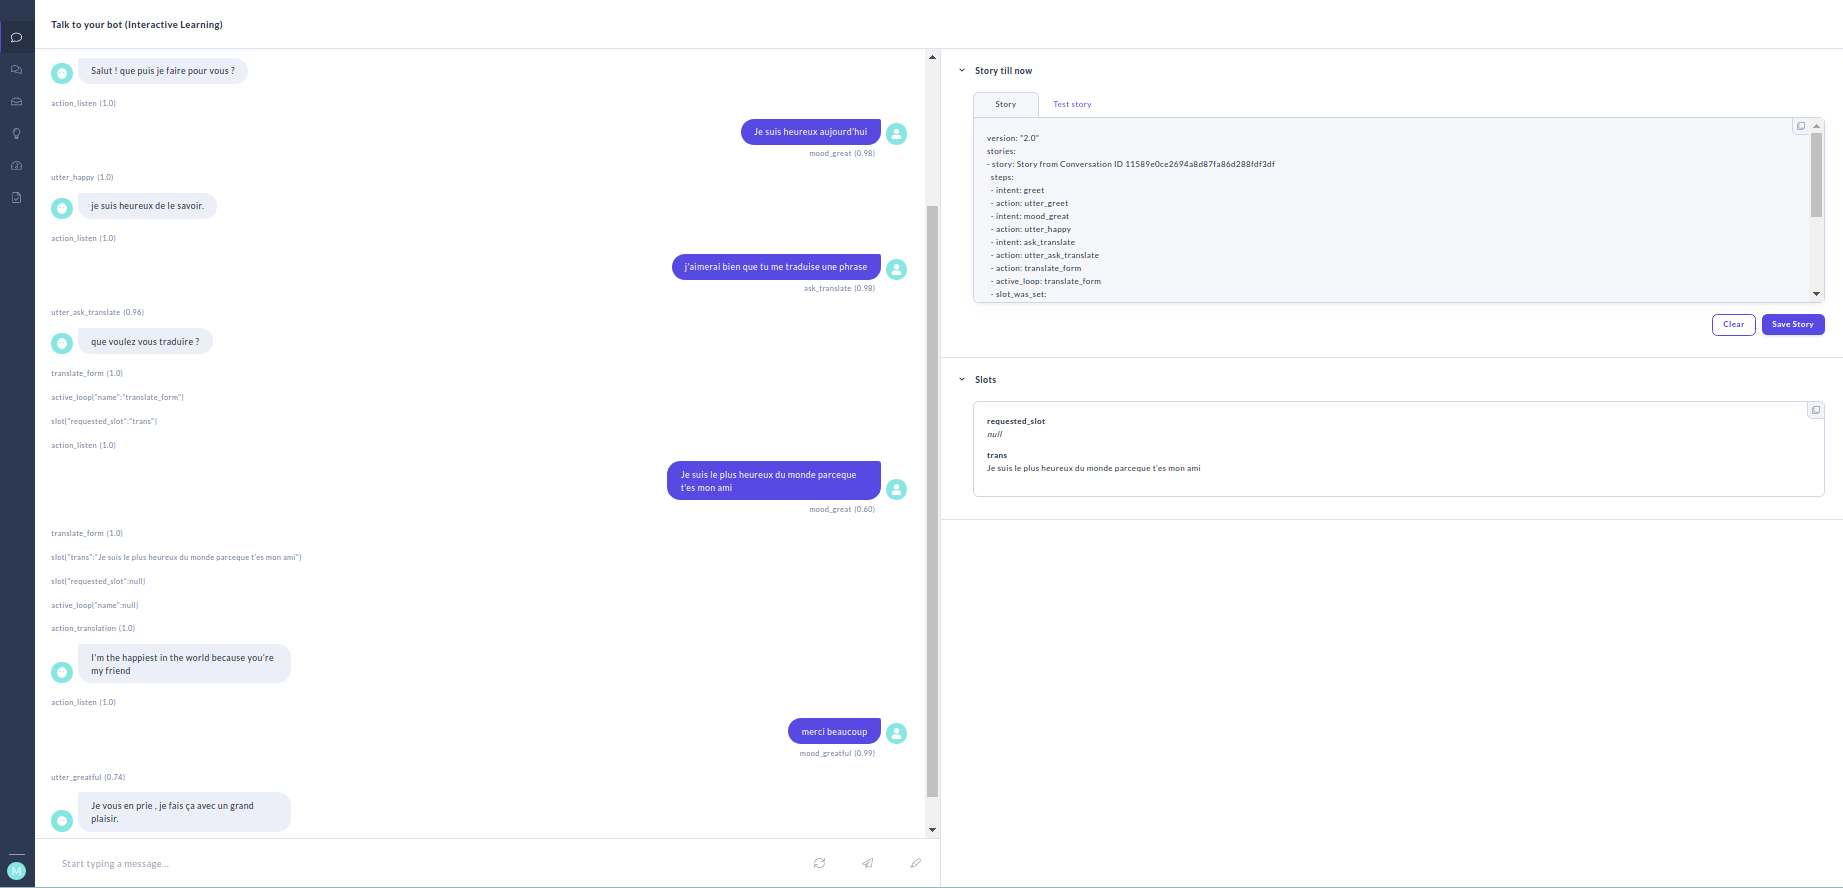 Talk to your bot (Interactive Learning)
Salut ! que puis je faire pour vous ?
action_listen (1.0)
Je suis heureux aujourd'hui
mood_great (0.98)
utter_happy (1.0)
je suis heureux de le savoir.
action_listen (1.0)
j'aimerai bien que tu me traduise une phrase
ask_translate (0.98)
utter_ask_translate (0.96)
que voulez vous traduire ?
translate_form (1.0)
active_loop{"name":"translate_form"}
slot{"requested_slot":"trans"}
action_listen (1.0)
Je suis le plus heureux du monde parceque
t'es mon ami
mood_great (0.60)
translate_form (1.0)
slot{"trans":"Je suis le plus heureux du monde parceque t'es mon ami"}
slot{"requested_slot":null}
active_loop{"name":null}
action_translation (1.0)
I'm the happiest in the world because you're
my friend
action_listen (1.0)
merci beaucoup
mood_greatful (0.99)
utter_greatful (0.74)
Je vous en prie , je fais ça avec un grand
plaisir.
Start typing a message...
M
Story till now
Story
Test story
version: "2.0"
stories:
- story: Story from Conversation ID 11589e0ce2694a8d87fa86d288fdf3df
steps:
- intent: greet
- action: utter_greet
- intent: mood_great
- action: utter_happy
- intent: ask_translate
- action: utter_ask_translate
- action: translate_form
- active_loop: translate_form
- slot_was_set:
Clear
Save Story
Slots
requested_slot
null
trans
Je suis le plus heureux du monde parceque t'es mon ami